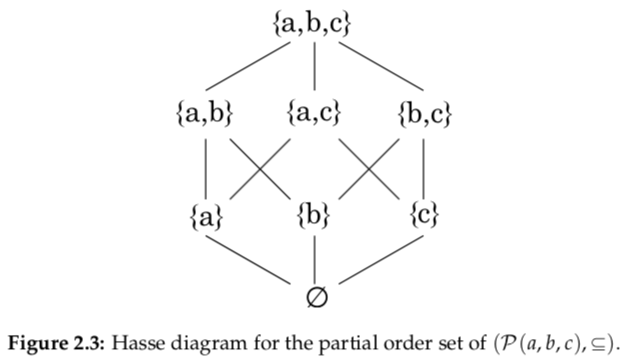 {a,b,c}
{a,b} {a,c} {b,c}
{a} {b} {c}
∅
Figure 2.3: Hasse diagram for the partial order set of (𝒫(a,b,c),⊆).